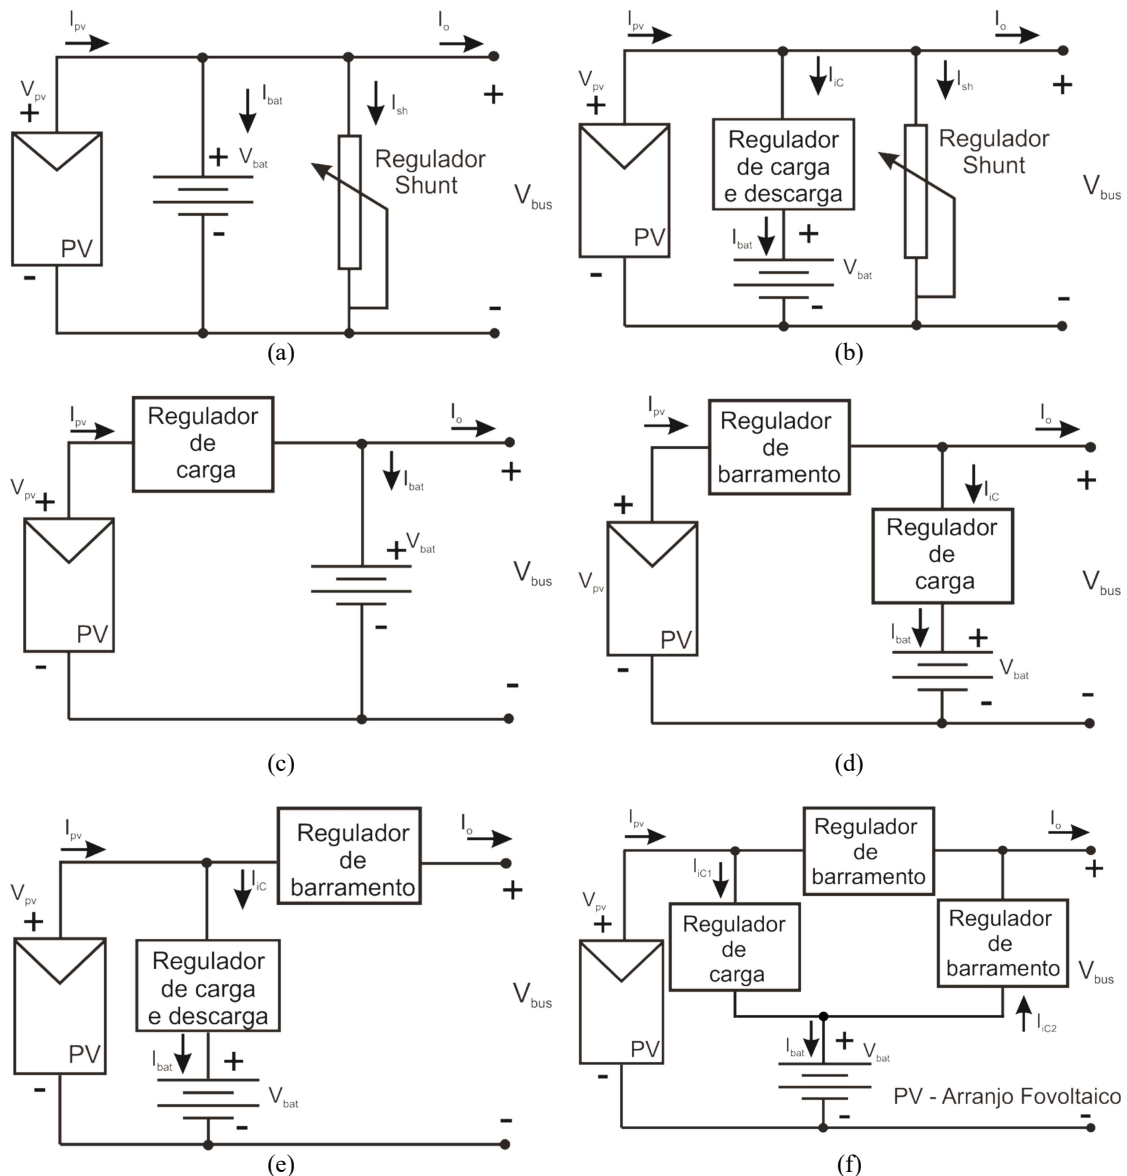 Ipv
Io
Vpv
+
Ibat
Ish
+
+
Vbat
Regulador
Shunt
Vbus
PV
-
-
-
(a)
Ipv
Io
IiC
Ish
Vpv
+
+
Regulador
de carga
e descarga
Regulador
Shunt
Vbus
PV
Ibat
+
Vbat
-
-
-
(b)
Ipv
Regulador
de
carga
Io
Vpv
+
Ibat
+
+
Vbat
Vbus
PV
-
-
-
(c)
Ipv
Regulador
de
barramento
Io
+
IiC
+
Regulador
de
carga
Vpv
Vbus
PV
Ibat
+
Vbat
-
-
-
(d)
Ipv
Regulador
de
barramento
Io
Vpv
+
IiC
+
Regulador
de carga
e descarga
Vbus
PV
Ibat
+
Vbat
-
-
-
(e)
Ipv
Regulador
de
barramento
Io
Vpv
+
IiC1
+
Regulador
de
carga
Regulador
de
barramento
Vbus
IiC2
PV
Ibat
+
Vbat
-
-
-
PV - Arranjo Fovoltaico
(f)